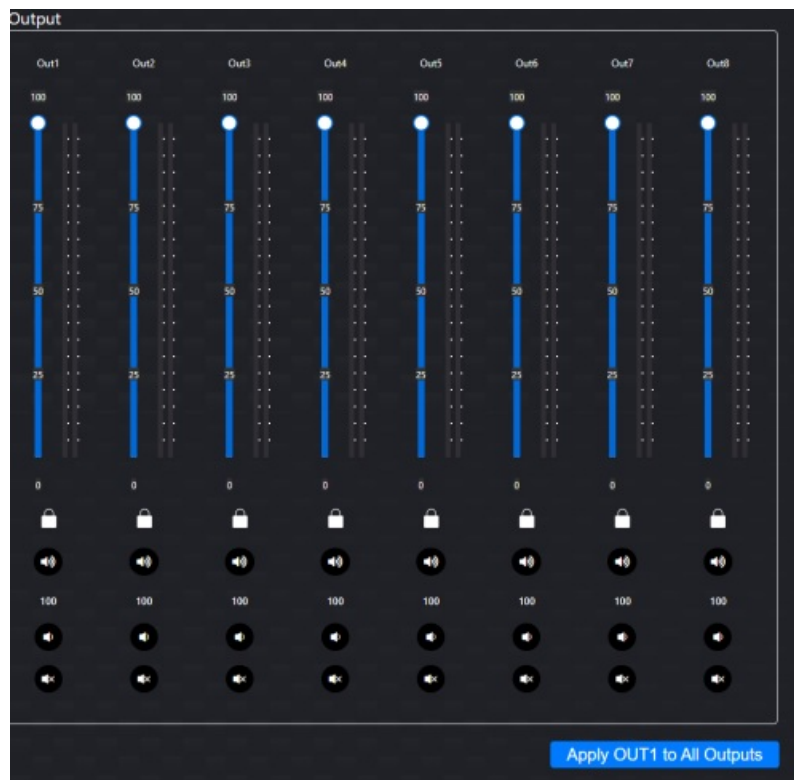 Output
Out1 Out2 Out3 Out4 Out5 Out6 Out7 Out8
100 100 100 100 100 100 100 100
75 75 75 75 75 75 75 75
50 50 50 50 50 50 50 50
25 25 25 25 25 25 25 25
0 0 0 0 0 0 0 0
100 100 100 100 100 100 100 100
Apply OUT1 to All Outputs